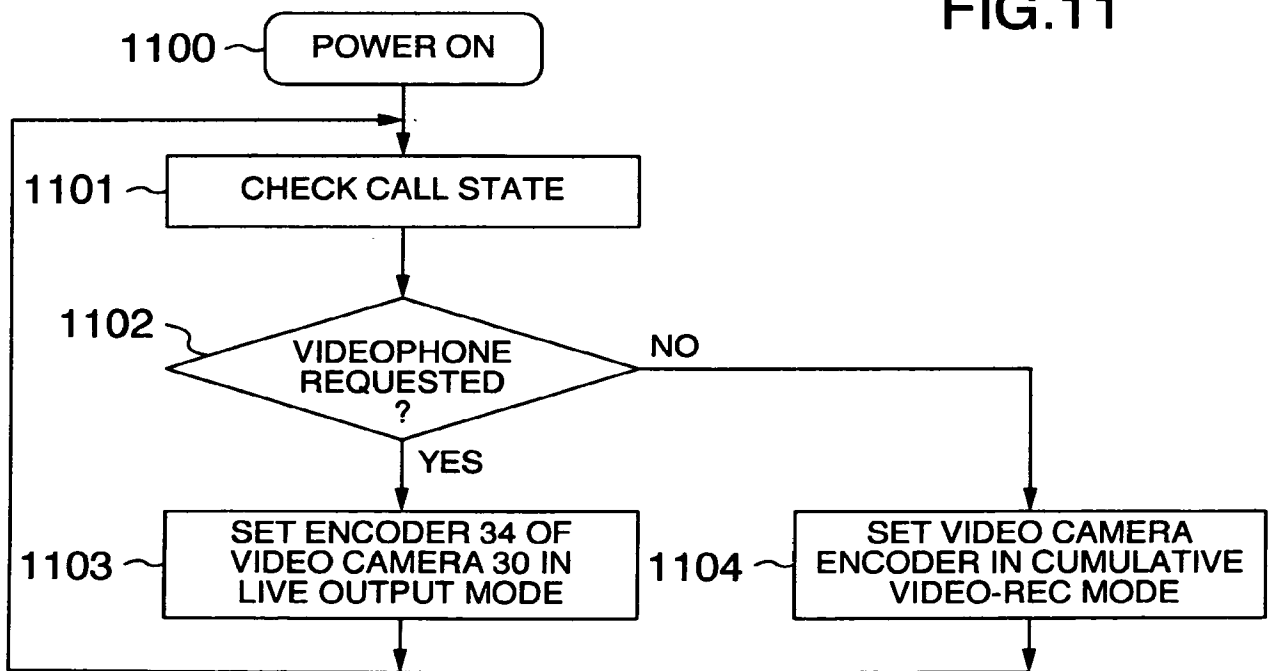 FIG.11
1100
POWER ON
1101
CHECK CALL STATE
1102
VIDEOPHONE
REQUESTED
?
NO
YES
1103
SET ENCODER 34 OF
VIDEO CAMERA 30 IN
LIVE OUTPUT MODE
1104
SET VIDEO CAMERA
ENCODER IN CUMULATIVE
VIDEO-REC MODE